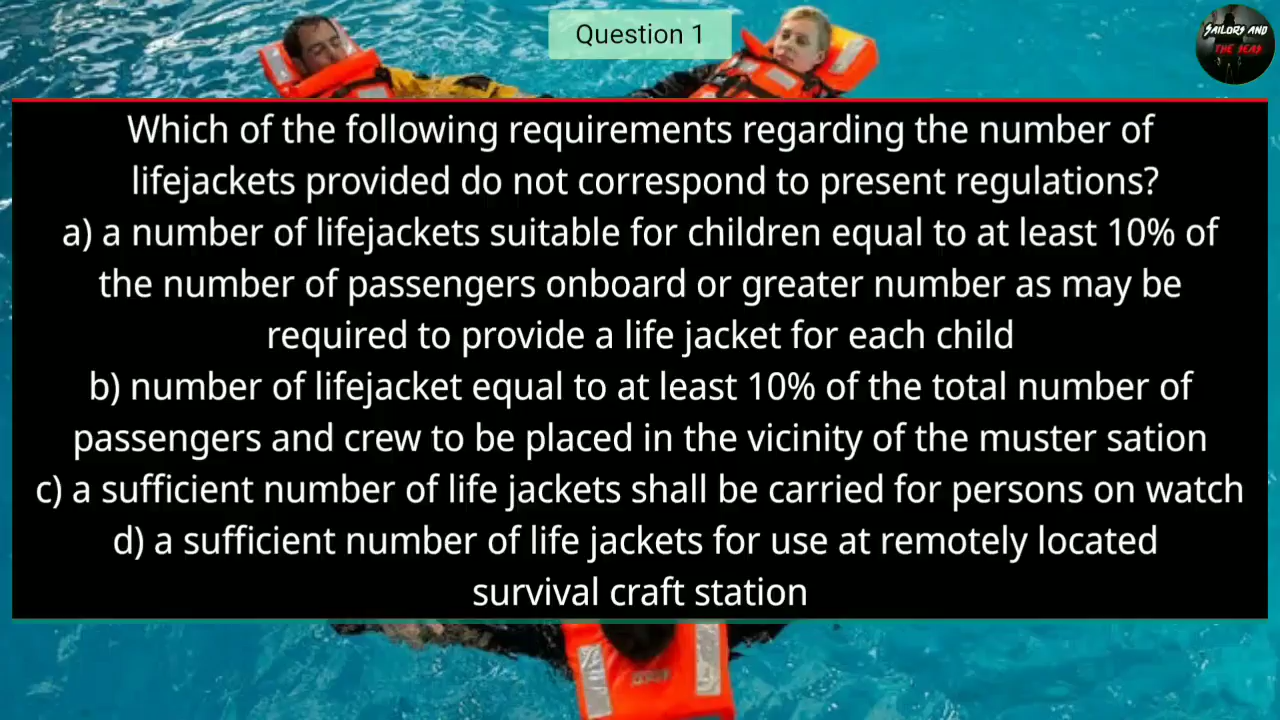 Question 1
SAILORS AND
THE SEAS
Which of the following requirements regarding the number of
lifejackets provided do not correspond to present regulations?
a) a number of lifejackets suitable for children equal to at least 10% of
the number of passengers onboard or greater number as may be
required to provide a life jacket for each child
b) number of lifejacket equal to at least 10% of the total number of
passengers and crew to be placed in the vicinity of the muster sation
c) a sufficient number of life jackets shall be carried for persons on watch
d) a sufficient number of life jackets for use at remotely located
survival craft station